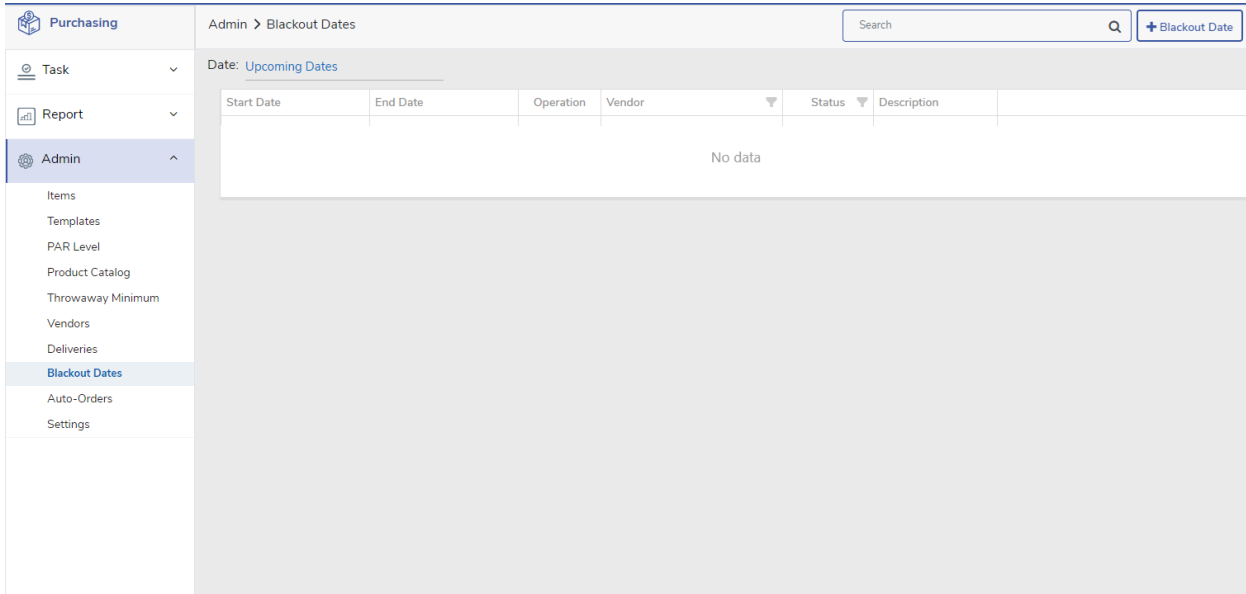 Purchasing
Admin > Blackout Dates
Search
+ Blackout Date
Task
Report
Admin
Items
Templates
PAR Level
Product Catalog
Throwaway Minimum
Vendors
Deliveries
Blackout Dates
Auto-Orders
Settings
Date: Upcoming Dates
Start Date End Date Operation Vendor Status Description
No data